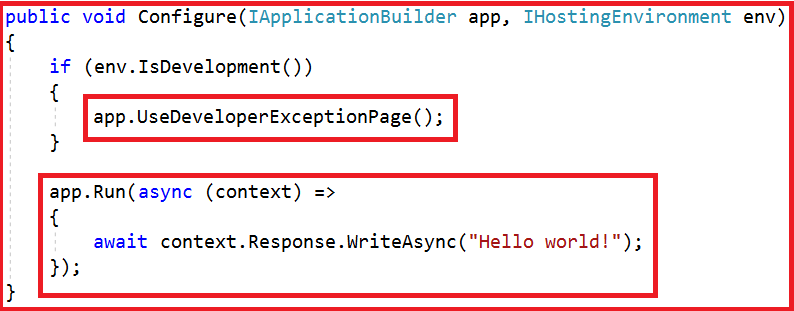 public void Configure(IApplicationBuilder app, IHostingEnvironment env)
{
    if (env.IsDevelopment())
    {
        app.UseDeveloperExceptionPage();
    }
    app.Run(async (context) =>
    {
        await context.Response.WriteAsync("Hello world!");
    });
}